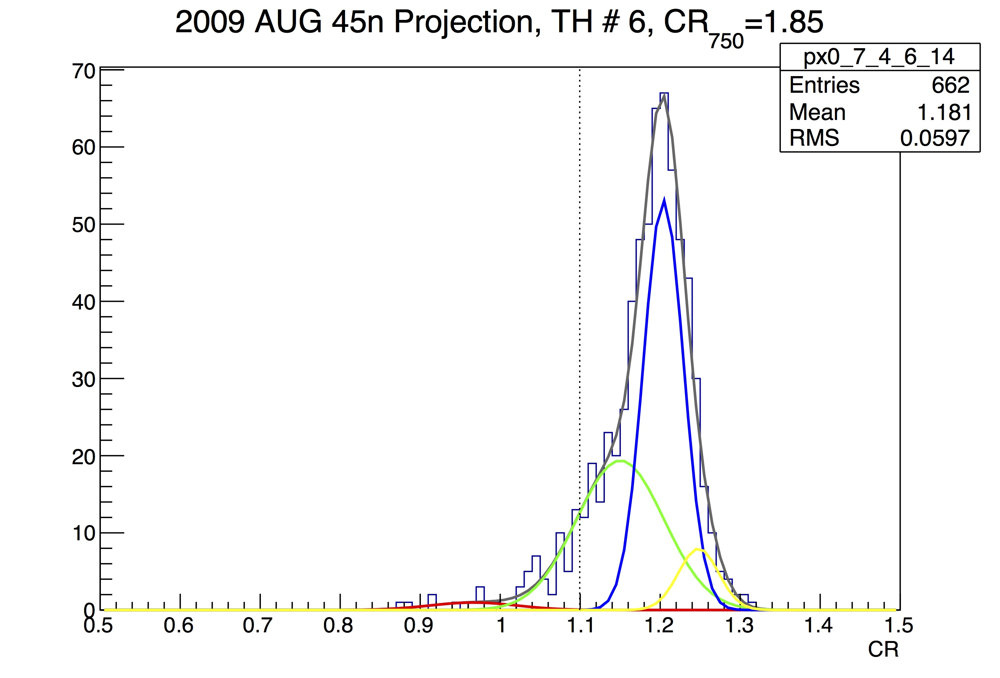 2009 AUG 45n Projection, TH # 6, CR750=1.85
px0_7_4_6_14
Entries 662
Mean 1.181
RMS 0.0597
70
60
50
40
30
20
10
0
0.5 0.6 0.7 0.8 0.9 1 1.1 1.2 1.3 1.4 1.5
CR